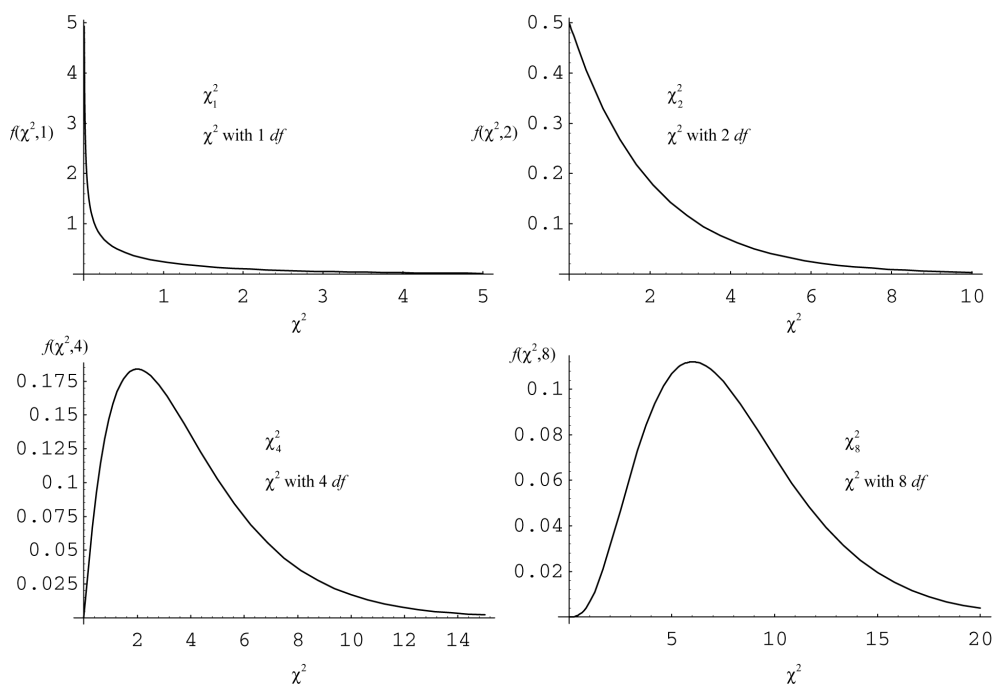 5
4
3
2
1
f(χ²,1)
χ²₁
χ² with 1 df
1 2 3 4 5
χ²
0.5
0.4
0.3
0.2
0.1
f(χ²,2)
χ²₂
χ² with 2 df
2 4 6 8 10
χ²
f(χ²,4)
0.175
0.15
0.125
0.1
0.075
0.05
0.025
χ²₄
χ² with 4 df
2 4 6 8 10 12 14
χ²
f(χ²,8)
0.1
0.08
0.06
0.04
0.02
χ²₈
χ² with 8 df
5 10 15 20
χ²